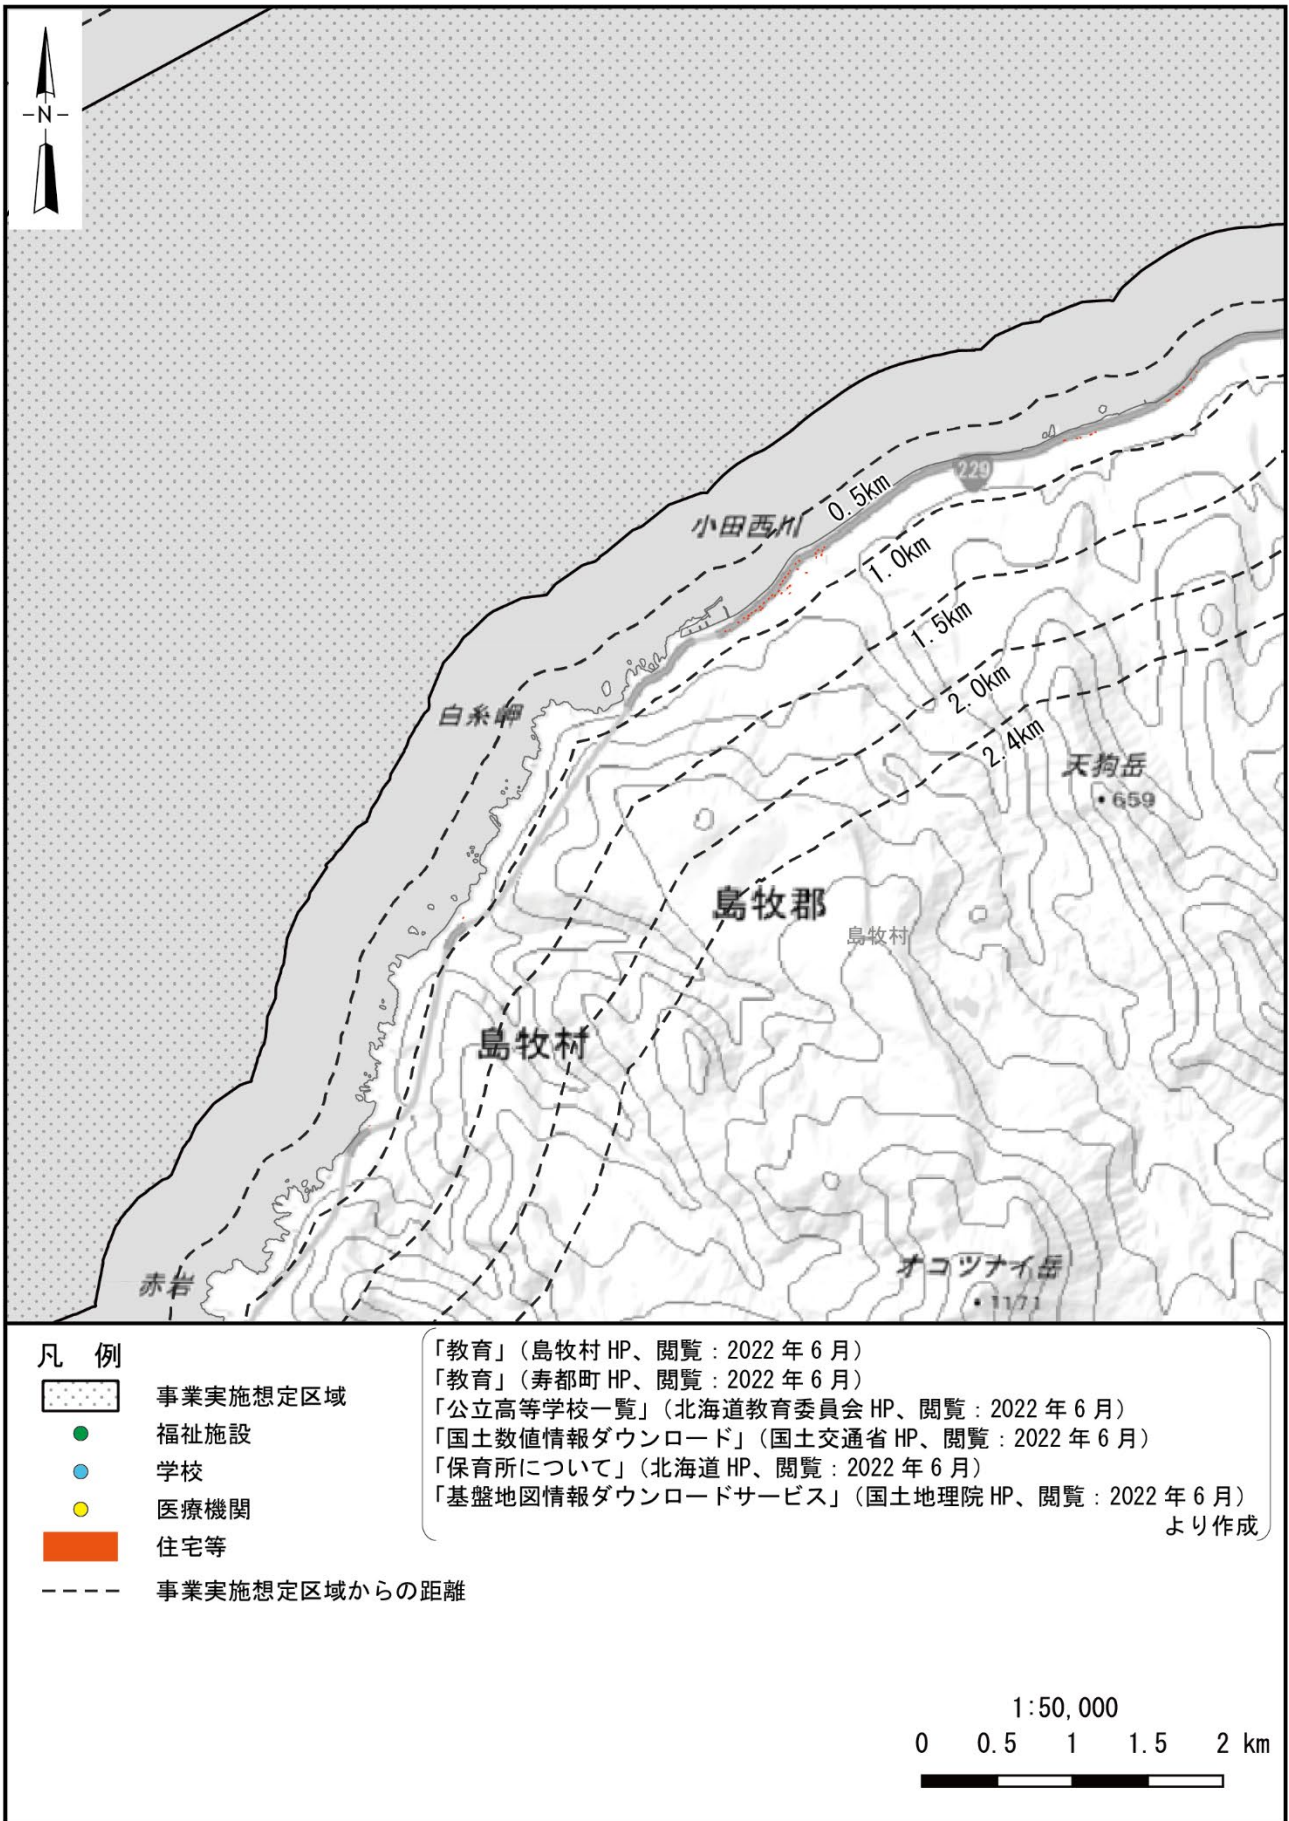 N
229
0.5km
小田西川
1.0km
1.5km
2.0km
白糸岬
2.4km
天狗岳
659
島牧郡
島牧村
島牧村
オコツナイ岳
1171
赤岩
凡 例
事業実施想定区域
福祉施設
学校
医療機関
住宅等
事業実施想定区域からの距離
「教育」（島牧村 HP、閲覧：2022 年 6 月）
「教育」（寿都町 HP、閲覧：2022 年 6 月）
「公立高等学校一覧」（北海道教育委員会 HP、閲覧：2022 年 6 月）
「国土数値情報ダウンロード」（国土交通省 HP、閲覧：2022 年 6 月）
「保育所について」（北海道 HP、閲覧：2022 年 6 月）
「基盤地図情報ダウンロードサービス」（国土地理院 HP、閲覧：2022 年 6 月）
より作成
1:50,000
0 0.5 1 1.5 2 km